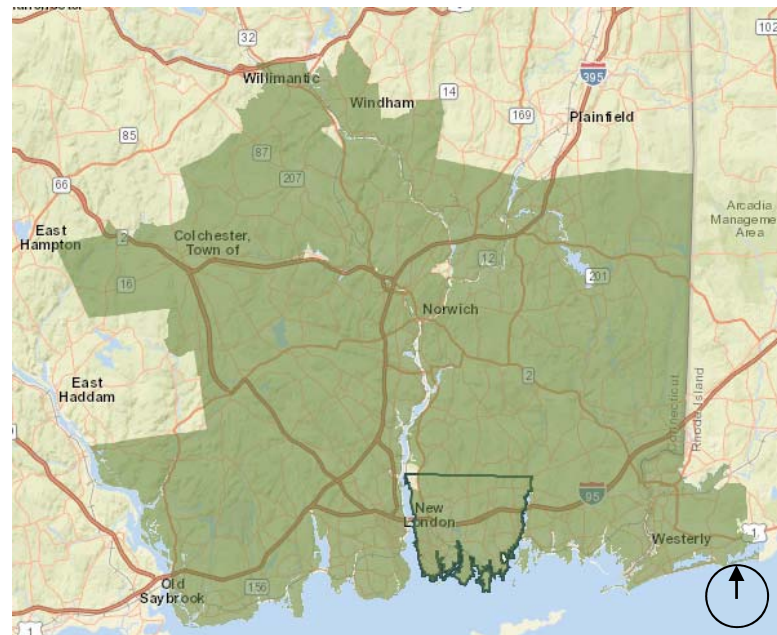 32
102
395
Willimantic
Windham
14
169
Plainfield
85
87
66
207
Arcadia
Manageme
Area
East
Hampton
2
Colchester,
Town of
16
12
201
Norwich
East
Haddam
2
Connecticut
Rhode Island
New
London
95
Westerly
1
Old
Saybrook
156
1